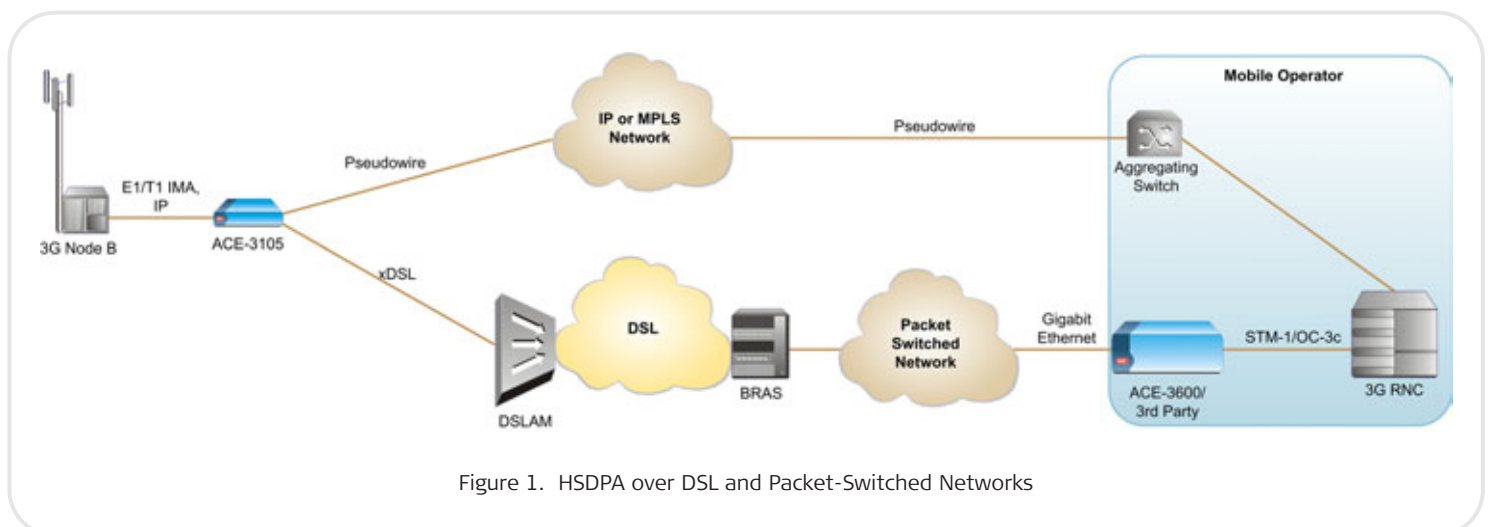 Mobile Operator
IP or MPLS
Network
Pseudowire
Pseudowire
Aggregating
Switch
E1/T1 IMA,
IP
3G Node B
ACE-3105
xDSL
DSLAM
DSL
BRAS
Packet
Switched
Network
Gigabit
Ethernet
ACE-3600/
3rd Party
STM-1/OC-3c
3G RNC
Figure 1. HSDPA over DSL and Packet-Switched Networks